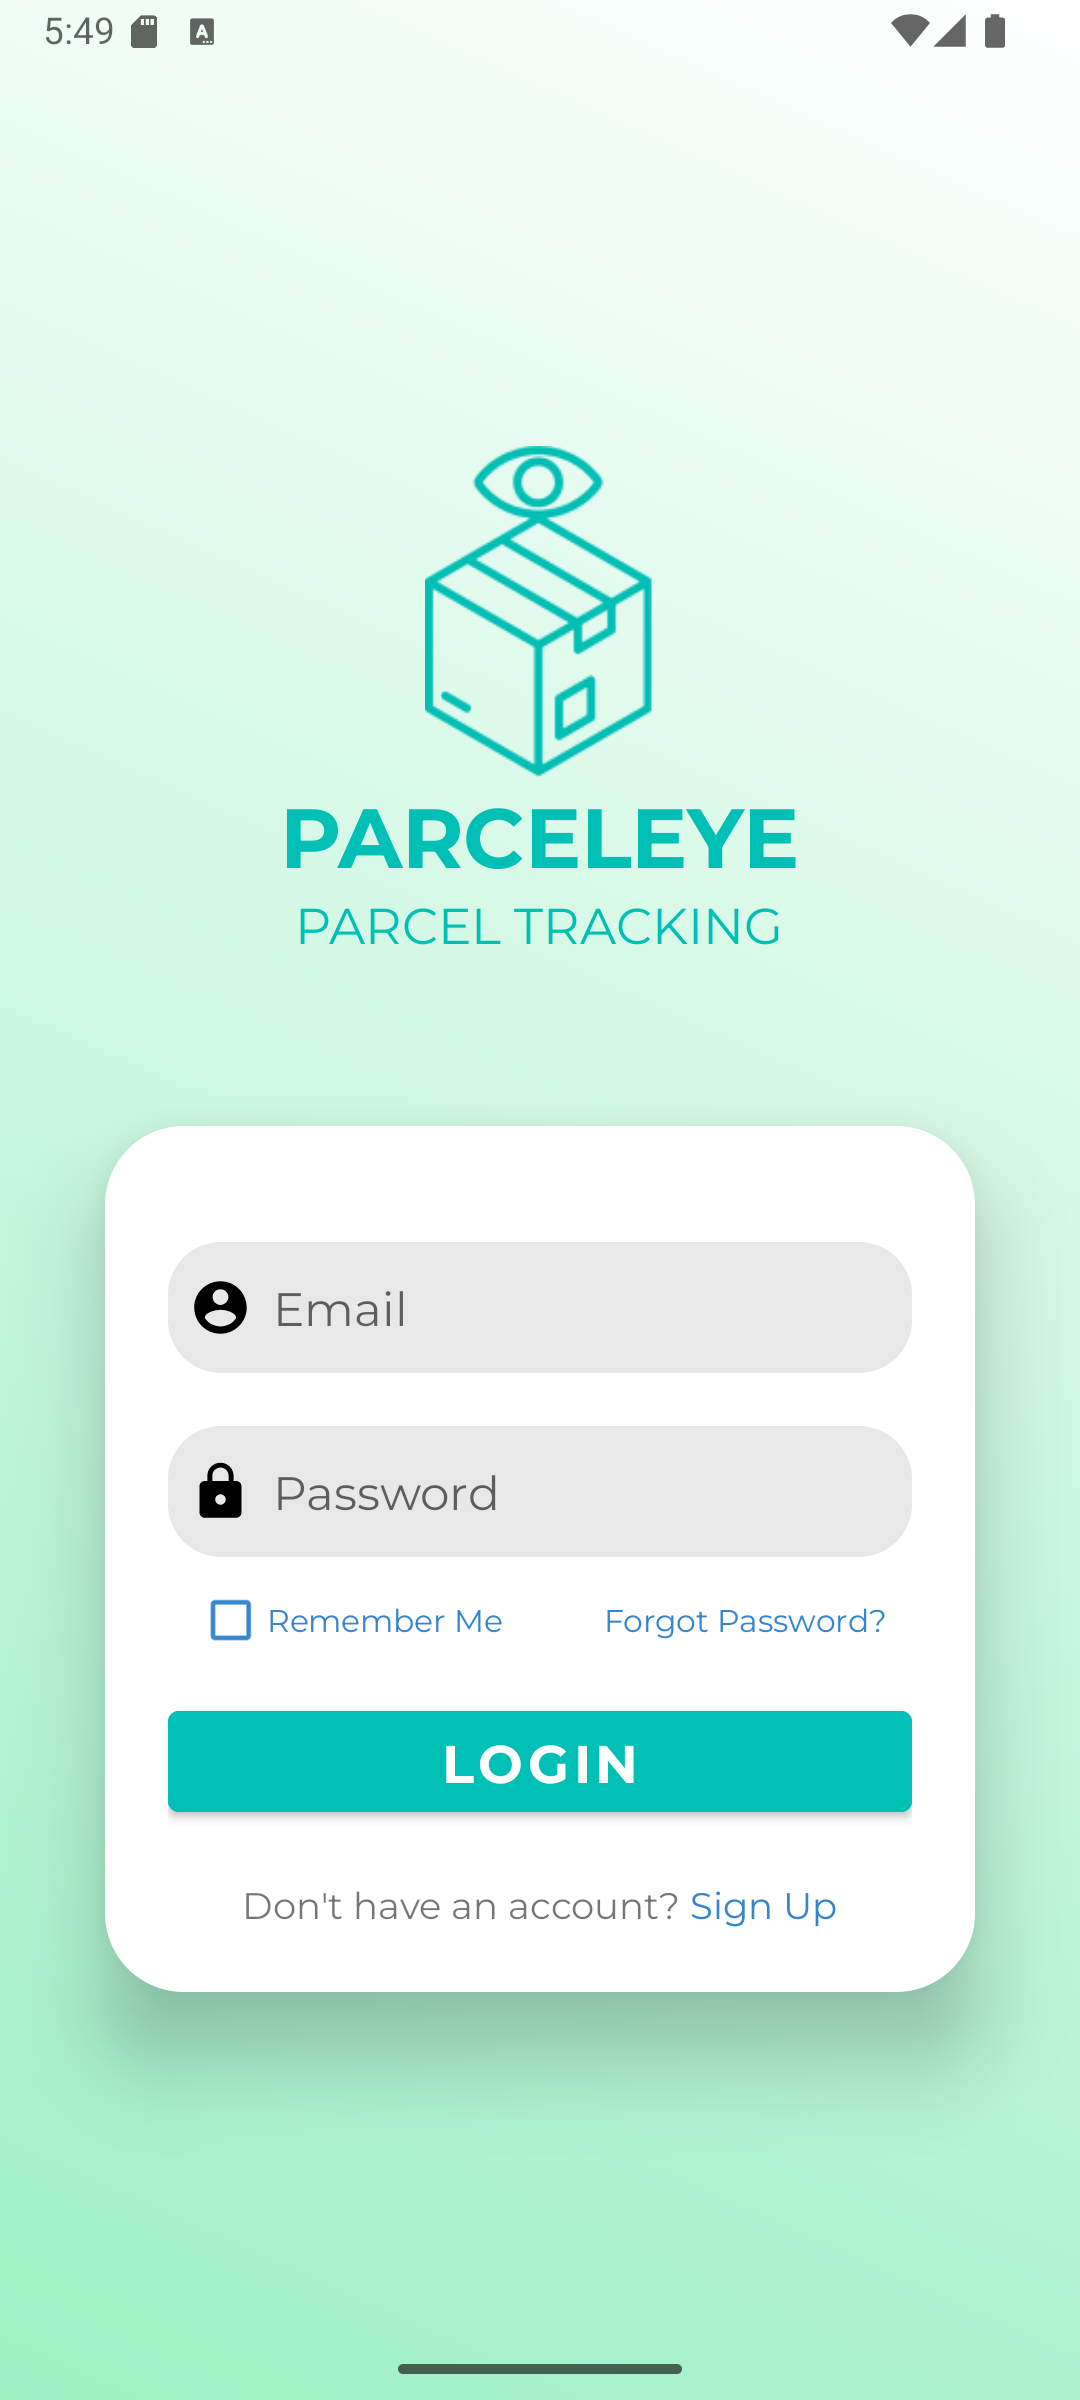 5:49
PARCELEYE
PARCEL TRACKING
Email
Password
Remember Me Forgot Password?
LOGIN
Don't have an account? Sign Up